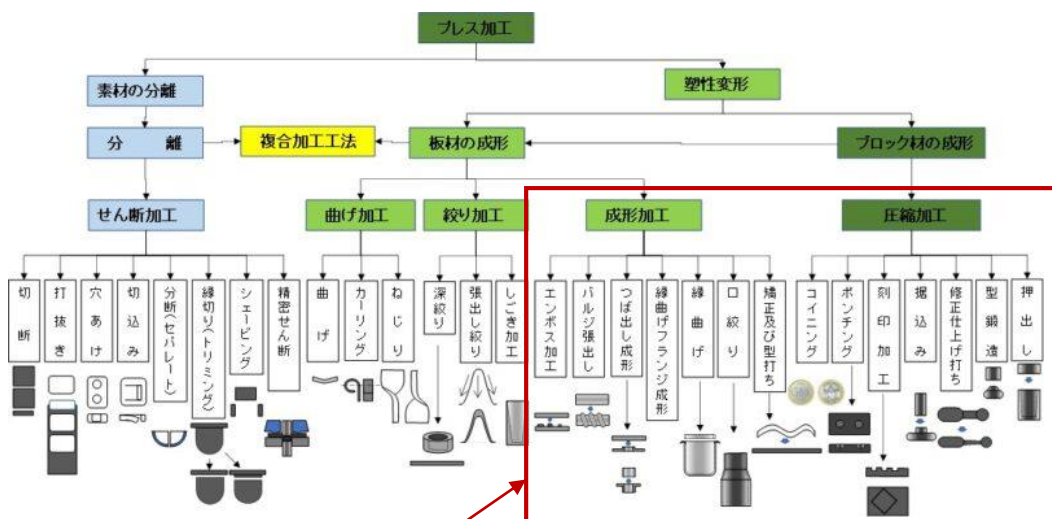 プレス加工
素材の分離
塑性変形
分　離
複合加工工法
板材の成形
ブロック材の成形
せん断加工
曲げ加工
絞り加工
成形加工
圧縮加工
切断
打抜き
穴あけ
切込み
分断(セパレート)
縁切り(トリミング)
シェービング
精密せん断
曲げ
カーリング
ねじり
深絞り
張出し絞り
しごき加工
エンボス加工
バルジ張出し
つば出し成形
縁曲げフランジ成形
縁曲げ
口絞り
矯正及び型打ち
コイニング
ポンチング
刻印加工
据込み
修正仕上げ打ち
型鍛造
押出し